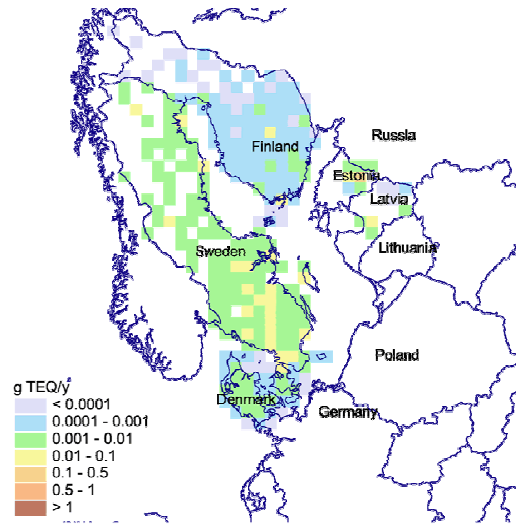 Russia
Finland
Estonia
Latvia
Lithuania
Sweden
Poland
Denmark
Germany
g TEQ/y
< 0.0001
0.0001 - 0.001
0.001 - 0.01
0.01 - 0.1
0.1 - 0.5
0.5 - 1
> 1